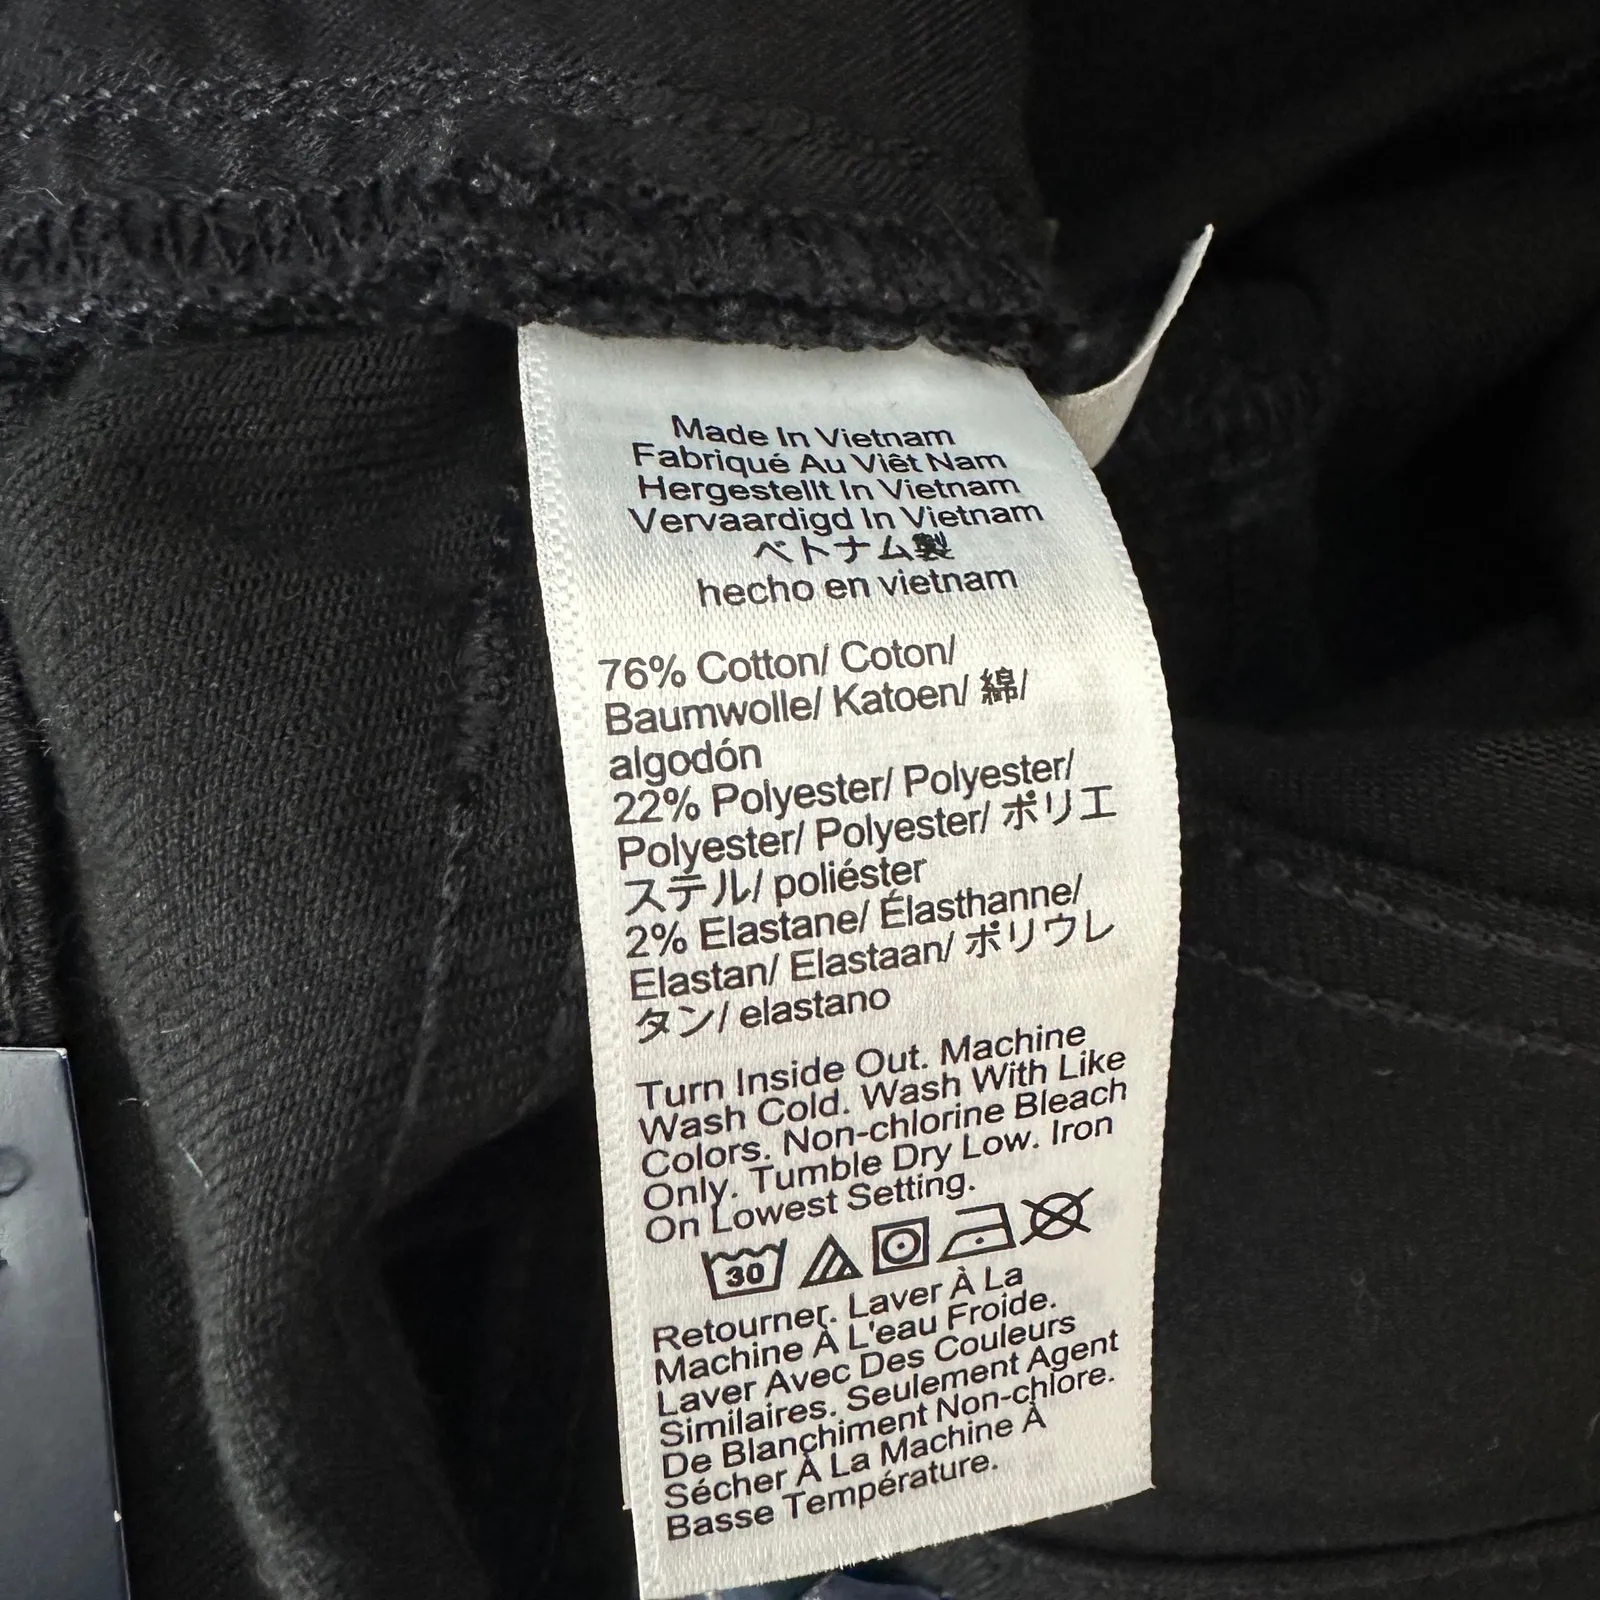 Made In Vietnam
Fabriqué Au Viêt Nam
Hergestellt In Vietnam
Vervaardigd In Vietnam
ベトナム製
hecho en vietnam
76% Cotton/ Coton/
Baumwolle/ Katoen/ 綿/
algodón
22% Polyester/ Polyester/
Polyester/ Polyester/ ポリエ
ステル/ poliéster
2% Elastane/ Élasthanne/
Elastan/ Elastaan/ ポリウレ
タン/ elastano
Turn Inside Out. Machine
Wash Cold. Wash With Like
Colors. Non-chlorine Bleach
Only. Tumble Dry Low. Iron
On Lowest Setting.
30
Retourner. Laver À La
Machine À L'eau Froide.
Laver Avec Des Couleurs
Similaires. Seulement Agent
De Blanchiment Non-chlore.
Sécher À La Machine À
Basse Température.